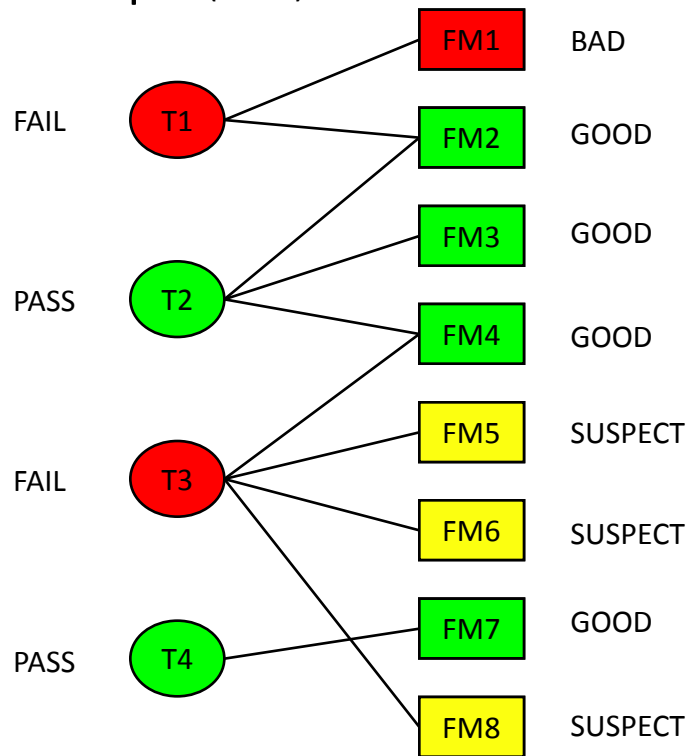 FM1 BAD
FAIL T1
FM2 GOOD
FM3 GOOD
PASS T2
FM4 GOOD
FM5 SUSPECT
FAIL T3
FM6 SUSPECT
FM7 GOOD
PASS T4
FM8 SUSPECT